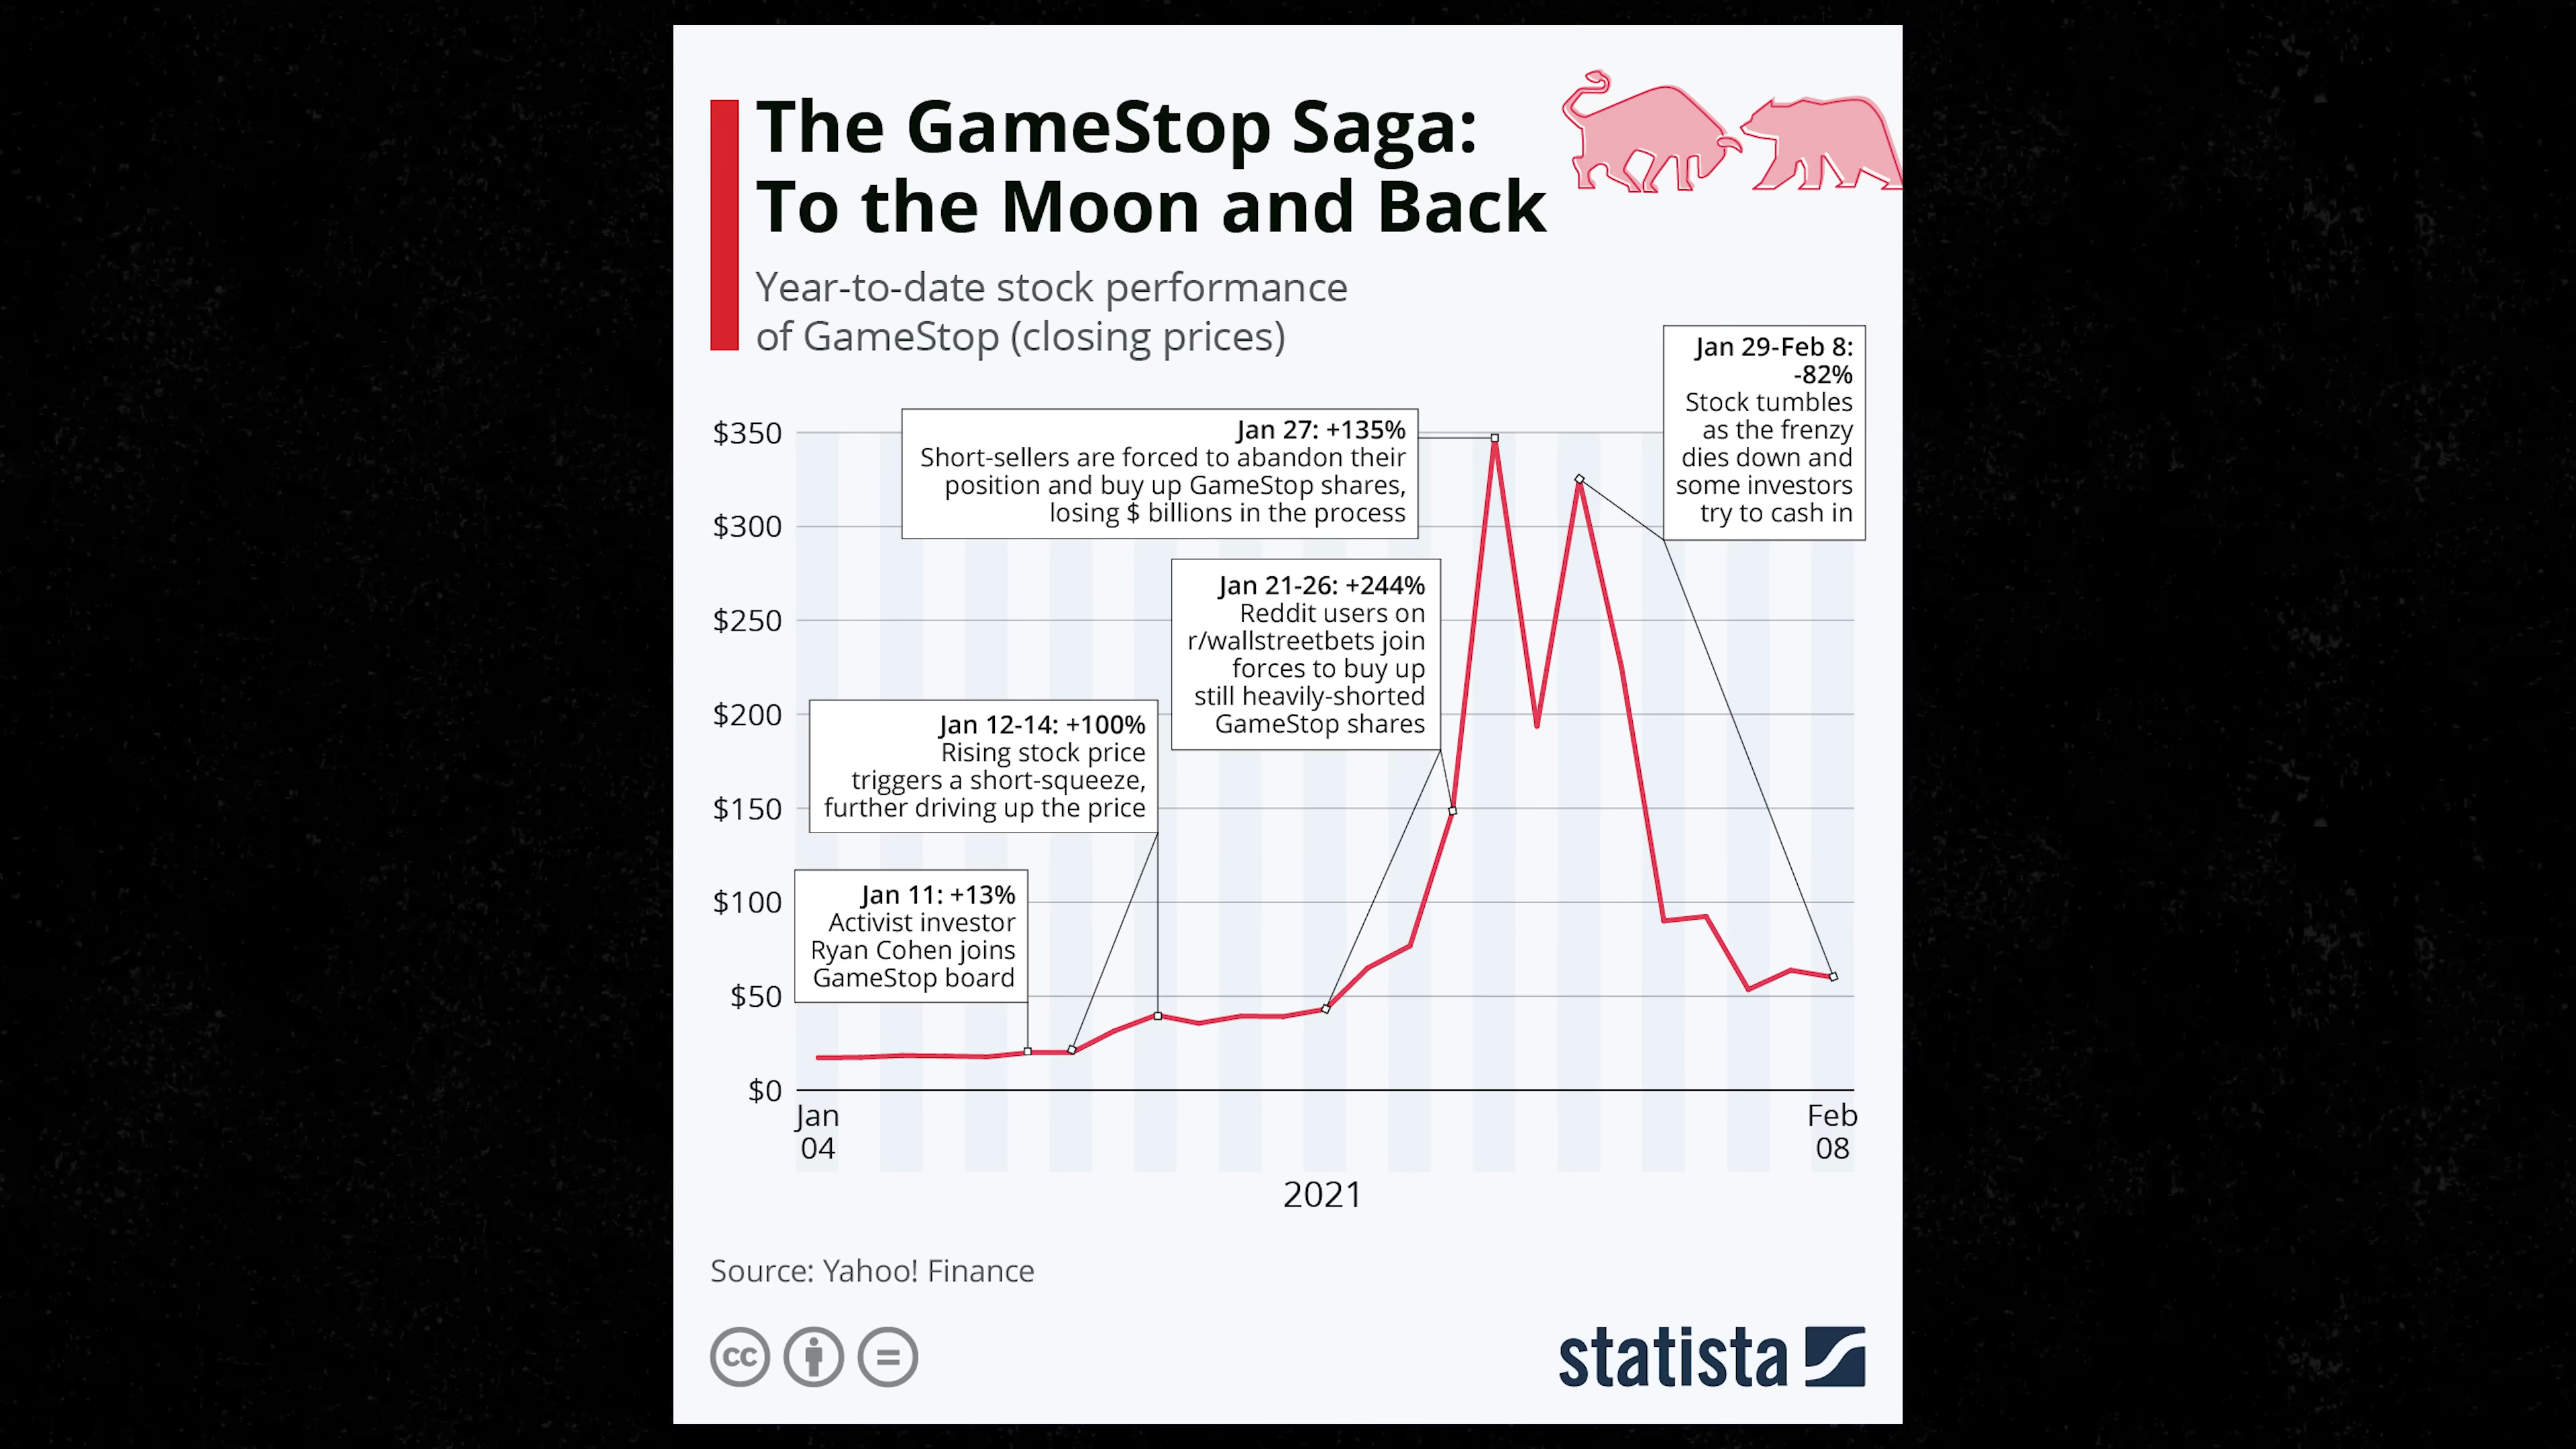 The GameStop Saga:
To the Moon and Back
Year-to-date stock performance
of GameStop (closing prices)
Jan 29-Feb 8:
-82%
Stock tumbles
as the frenzy
dies down and
some investors
try to cash in
Jan 27: +135%
Short-sellers are forced to abandon their
position and buy up GameStop shares,
losing $ billions in the process
Jan 21-26: +244%
Reddit users on
r/wallstreetbets join
forces to buy up
still heavily-shorted
GameStop shares
Jan 12-14: +100%
Rising stock price
triggers a short-squeeze,
further driving up the price
Jan 11: +13%
Activist investor
Ryan Cohen joins
GameStop board
$350
$300
$250
$200
$150
$100
$50
$0
Jan
04
Feb
08
2021
Source: Yahoo! Finance
cc
statista